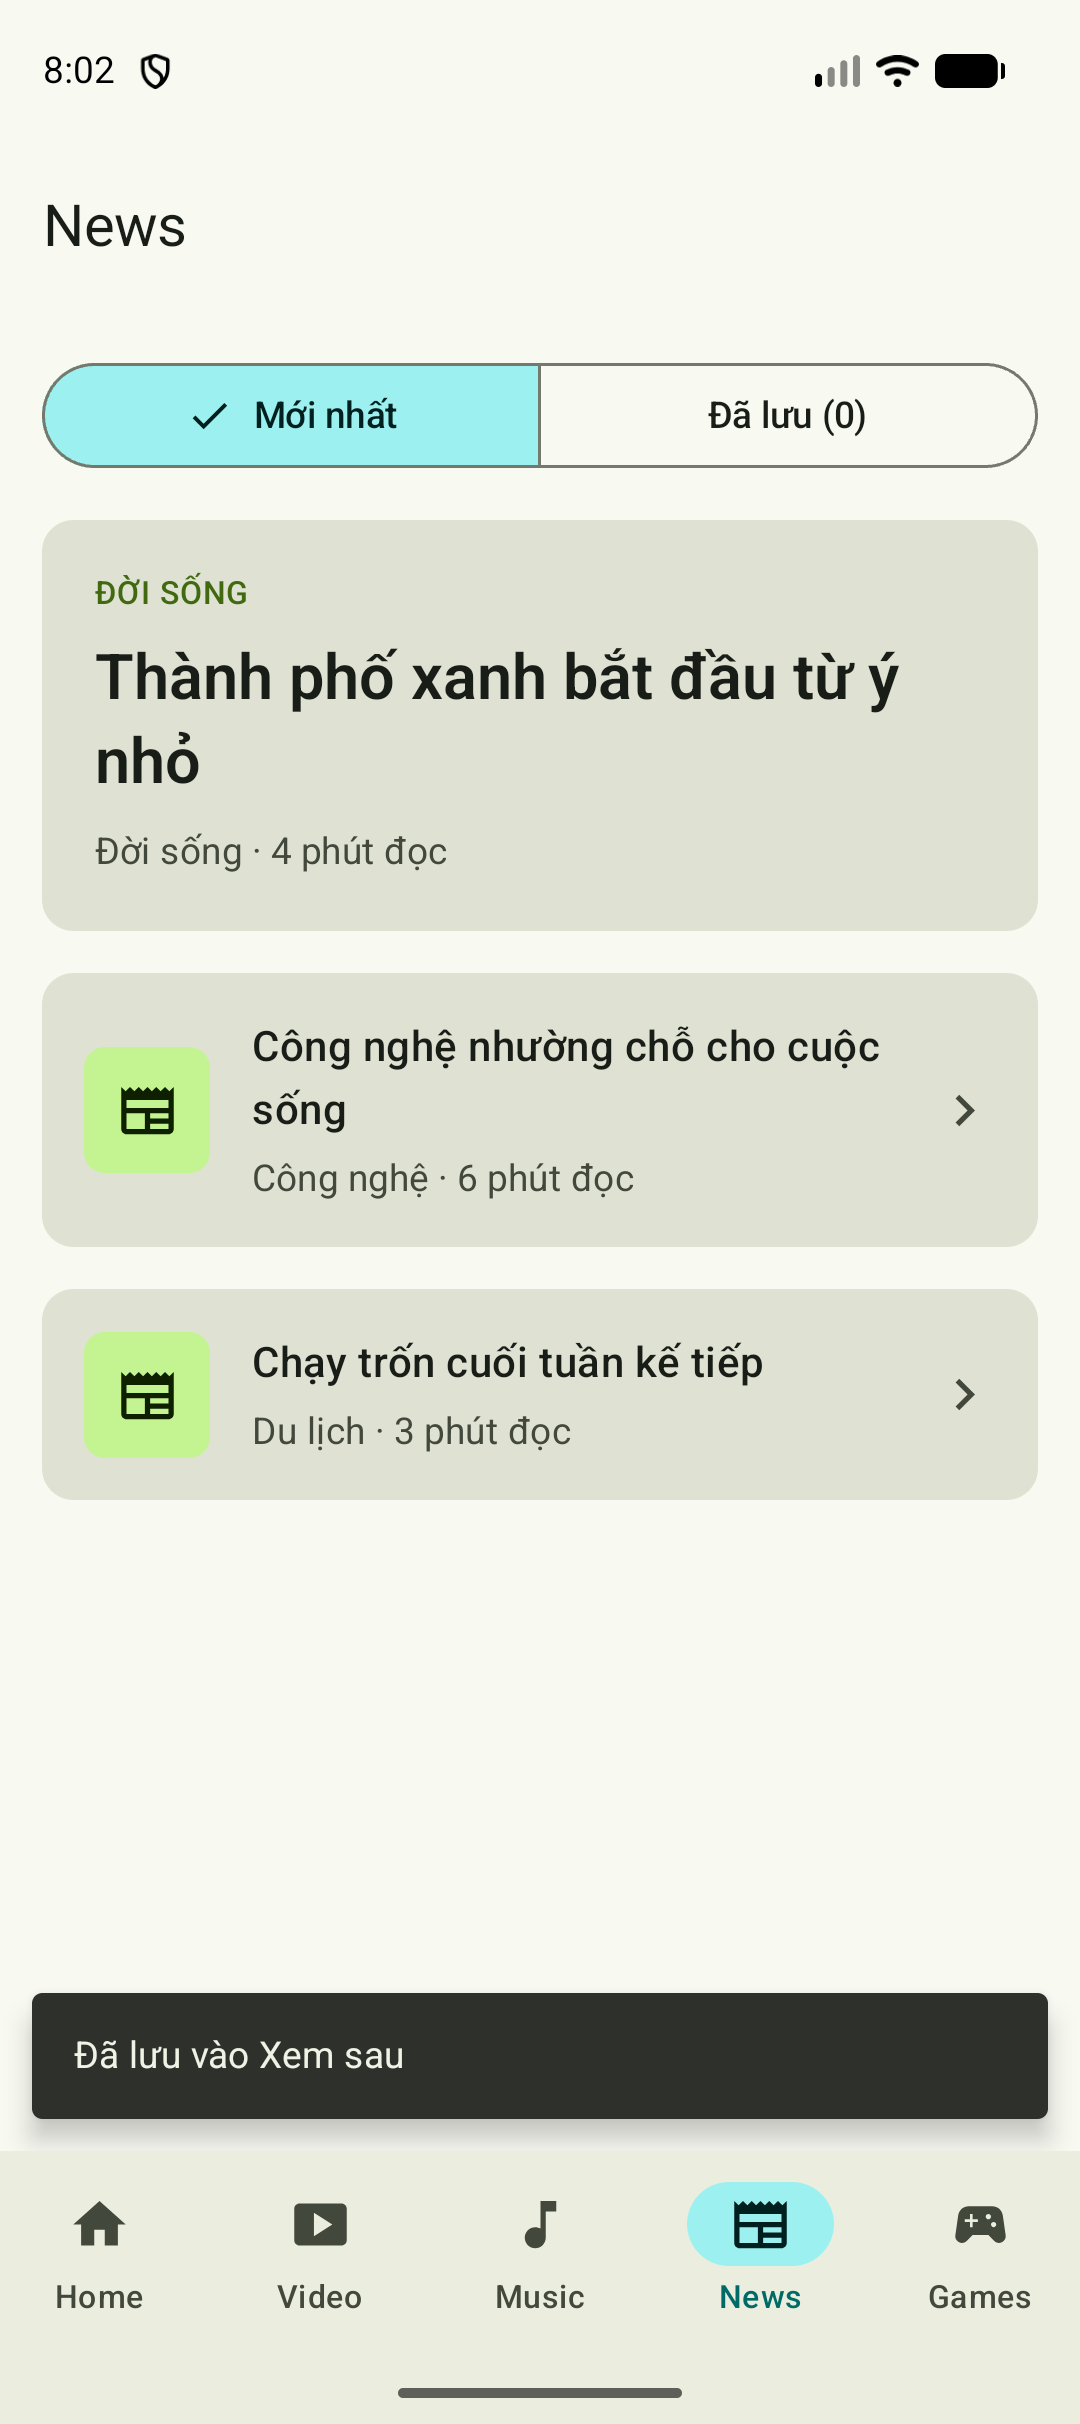 8:02
News
Mới nhất
Đã lưu (0)
ĐỜI SỐNG
Thành phố xanh bắt đầu từ ý
nhỏ
Đời sống · 4 phút đọc
Công nghệ nhường chỗ cho cuộc
sống
Công nghệ · 6 phút đọc
Chạy trốn cuối tuần kế tiếp
Du lịch · 3 phút đọc
Đã lưu vào Xem sau
Home
Video
Music
News
Games